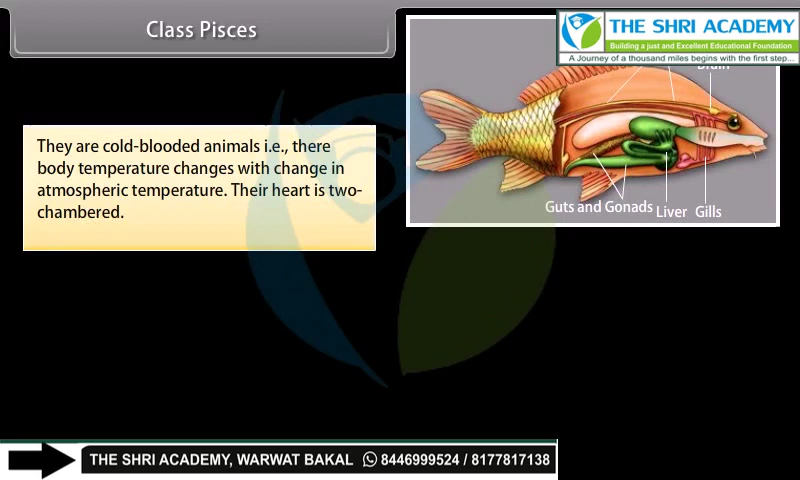 Class Pisces
THE SHRI ACADEMY
Building a just and Excellent Educational Foundation
A Journey of a thousand miles begins with the first step...
Brain
They are cold-blooded animals i.e., there
body temperature changes with change in
atmospheric temperature. Their heart is two-
chambered.
Guts and Gonads Liver Gills
THE SHRI ACADEMY, WARWAT BAKAL 8446999524 / 8177817138